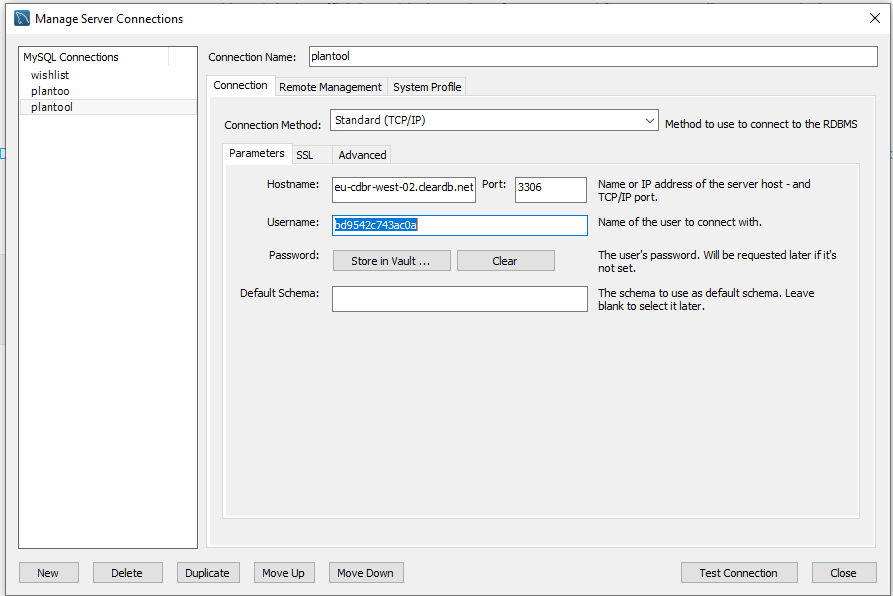 Manage Server Connections
MySQL Connections
wishlist
plantoo
plantool
Connection Name: plantool
Connection Remote Management System Profile
Connection Method: Standard (TCP/IP) Method to use to connect to the RDBMS
Parameters SSL Advanced
Hostname: eu-cdbr-west-02.cleardb.net Port: 3306 Name or IP address of the server host - and
TCP/IP port.
Username: bd9542c743ac0a Name of the user to connect with.
Password: Store in Vault ... Clear The user's password. Will be requested later if it's
not set.
Default Schema: The schema to use as default schema. Leave
blank to select it later.
New Delete Duplicate Move Up Move Down Test Connection Close